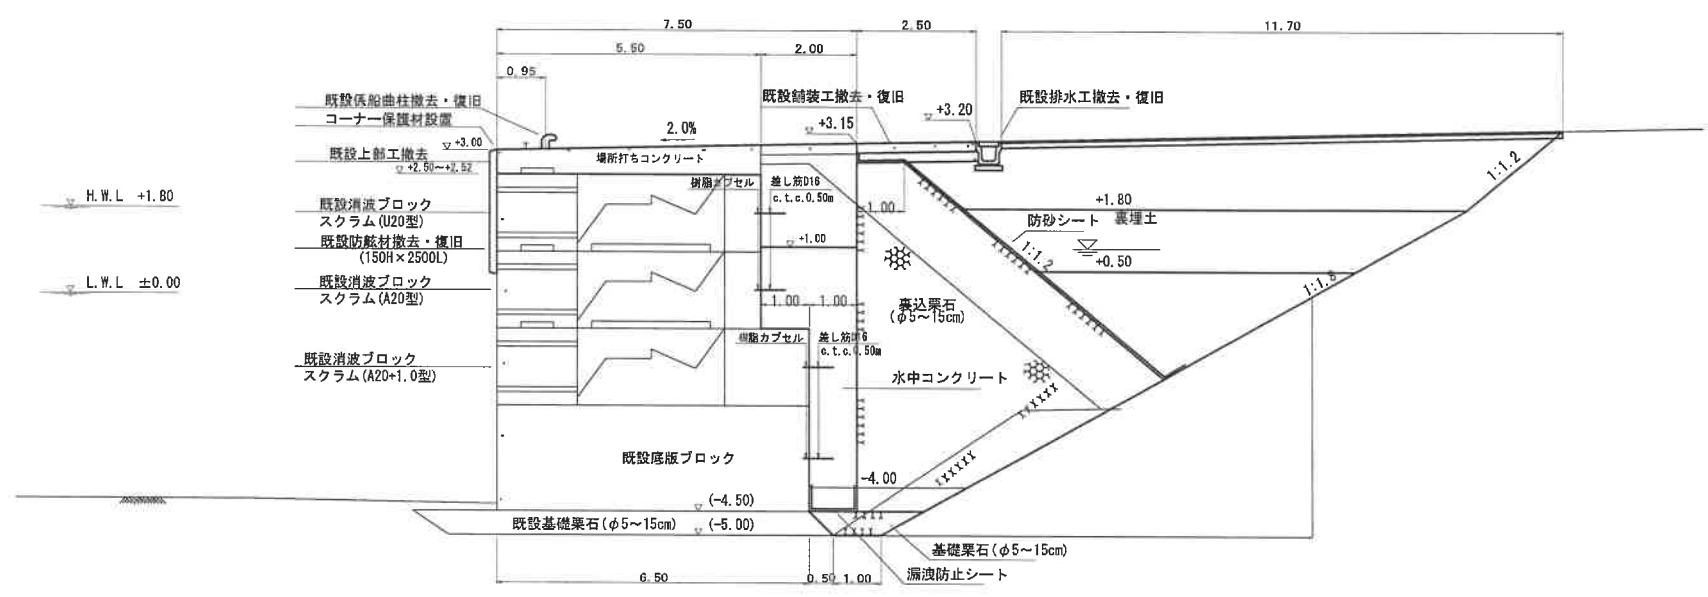 7.50
2.50
11.70
5.50
2.00
0.95
既設係船曲柱撤去・復旧
コーナー保護材設置
既設舗装工撤去・復旧
既設排水工撤去・復旧
+3.20
+3.15
2.0%
+3.00
既設上部工撤去
+2.50～+2.52
場所打ちコンクリート
1:1.2
H.W.L +1.80
樹脂カプセル
差し筋D16
c.t.c.0.50m
既設消波ブロック
スクラム(U20型)
1.00
+1.80
防砂シート
裏埋土
既設防舷材撤去・復旧
(150H×2500L)
+1.00
1:1.2
+0.50
L.W.L ±0.00
既設消波ブロック
スクラム(A20型)
1:1.8
1.00
1.00
裏込栗石
(φ5～15cm)
樹脂カプセル
差し筋D16
c.t.c.0.50m
既設消波ブロック
スクラム(A20+1.0型)
水中コンクリート
既設底版ブロック
-4.00
(-4.50)
既設基礎栗石(φ5～15cm)
(-5.00)
基礎栗石(φ5～15cm)
漏洩防止シート
6.50
0.50
1.00